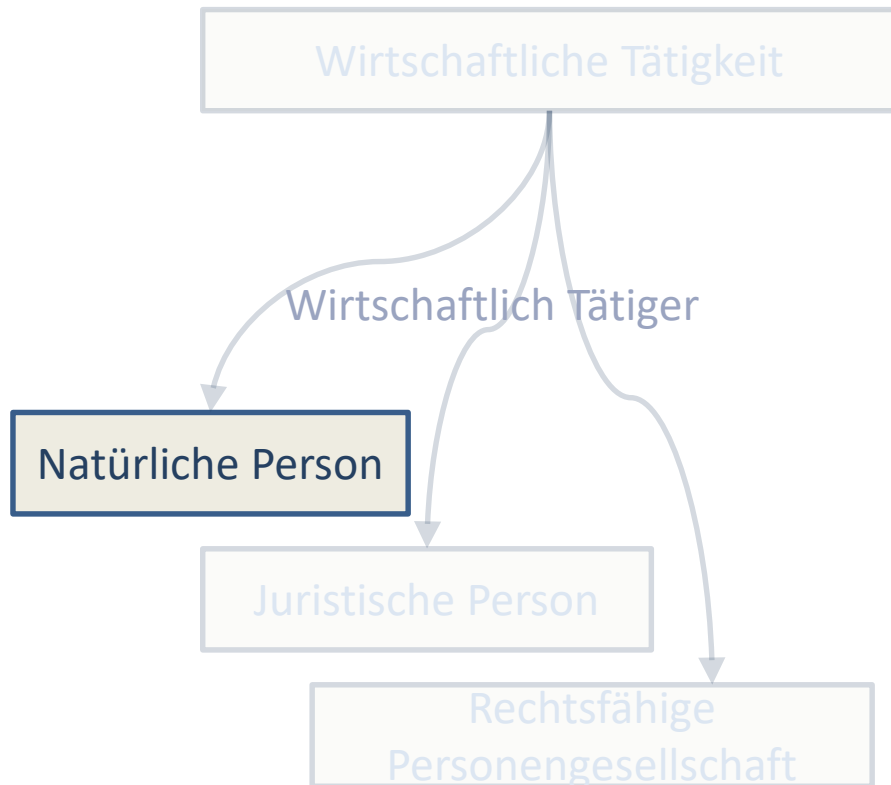 Wirtschaftliche Tätigkeit
Wirtschaftlich Tätiger
Natürliche Person
Juristische Person
Rechtsfähige
Personengesellschaft